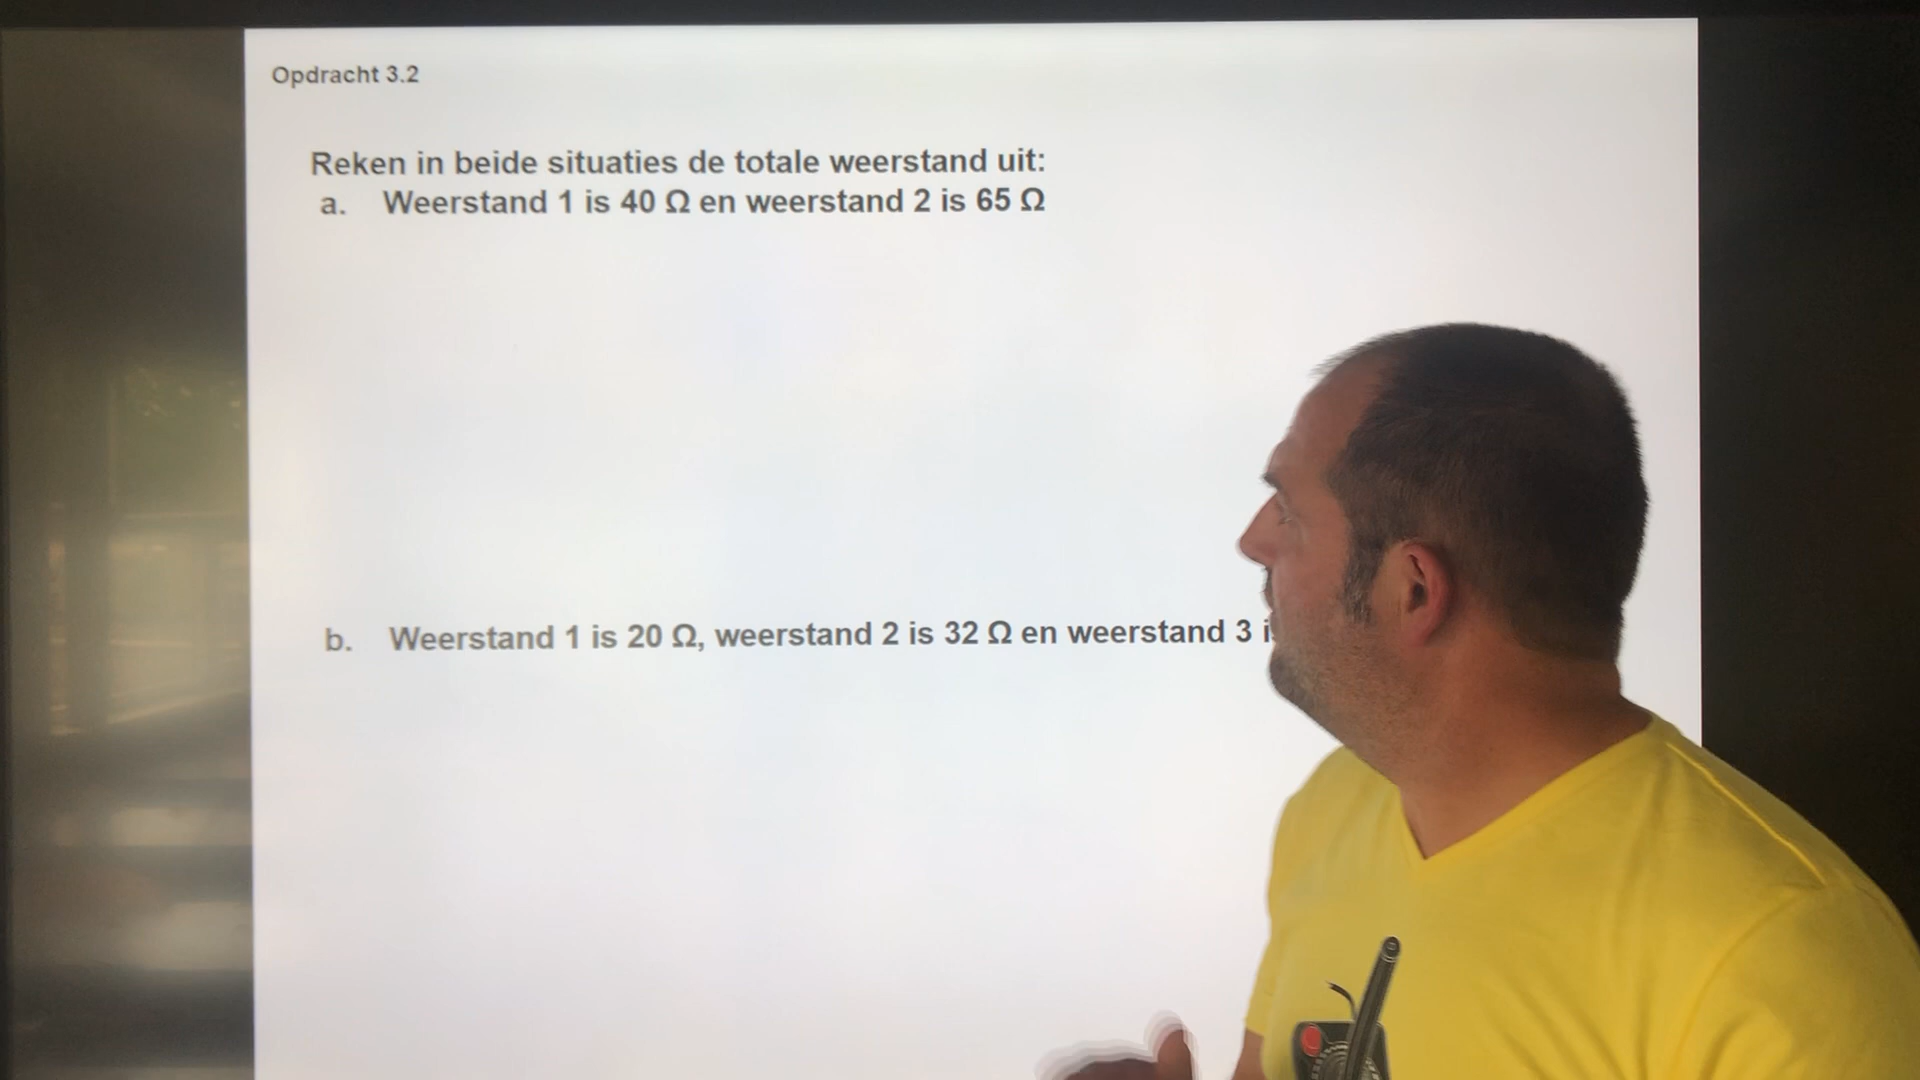 Opdracht 3.2
Reken in beide situaties de totale weerstand uit:
a. Weerstand 1 is 40 Ω en weerstand 2 is 65 Ω
b. Weerstand 1 is 20 Ω, weerstand 2 is 32 Ω en weerstand 3